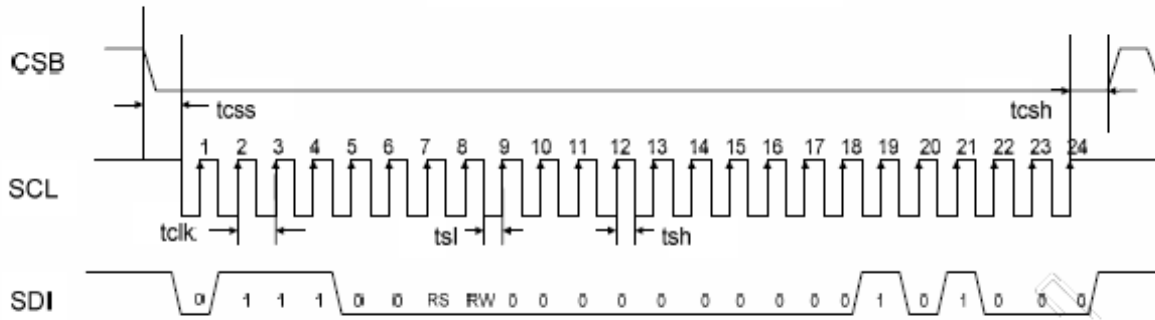 CSB
tcss
tcsh
1 2 3 4 5 6 7 8 9 10 11 12 13 14 15 16 17 18 19 20 21 22 23 24
SCL
tclk
tsl
tsh
SDI
0 1 1 1 0 0 RS RW 0 0 0 0 0 0 0 0 0 0 1 0 1 0 0 0